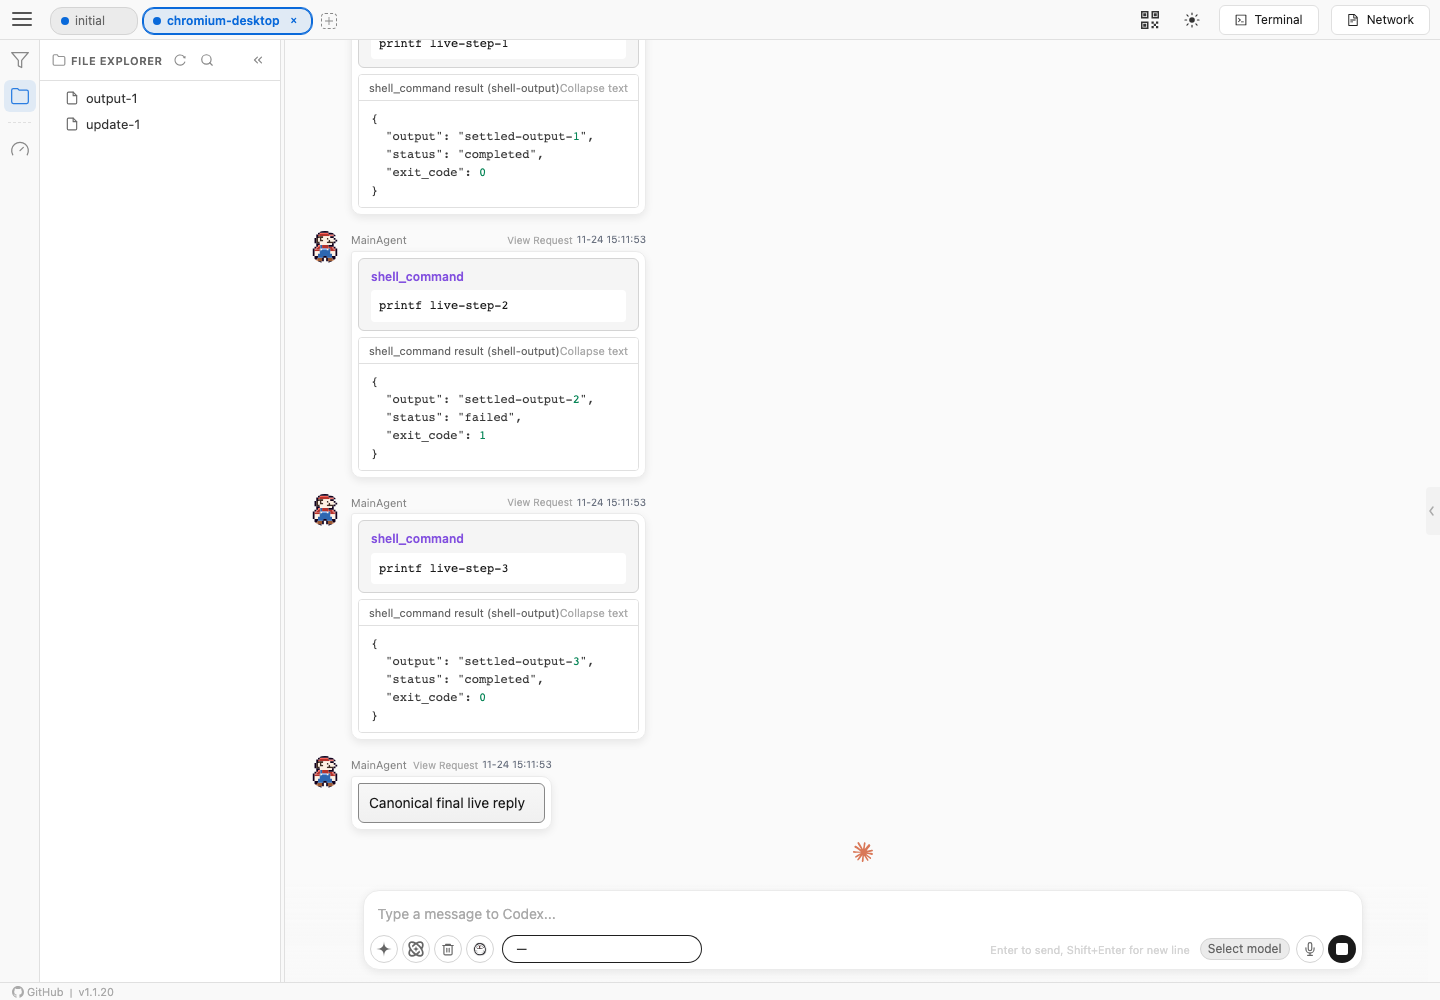 initial
chromium-desktop ×
Terminal
Network
FILE EXPLORER
output-1
update-1
printf live-step-1
shell_command result (shell-output)Collapse text
{
"output": "settled-output-1",
"status": "completed",
"exit_code": 0
}
MainAgent View Request 11-24 15:11:53
shell_command
printf live-step-2
shell_command result (shell-output)Collapse text
{
"output": "settled-output-2",
"status": "failed",
"exit_code": 1
}
MainAgent View Request 11-24 15:11:53
shell_command
printf live-step-3
shell_command result (shell-output)Collapse text
{
"output": "settled-output-3",
"status": "completed",
"exit_code": 0
}
MainAgent View Request 11-24 15:11:53
Canonical final live reply
Type a message to Codex...
—
Enter to send, Shift+Enter for new line
Select model
GitHub | v1.1.20